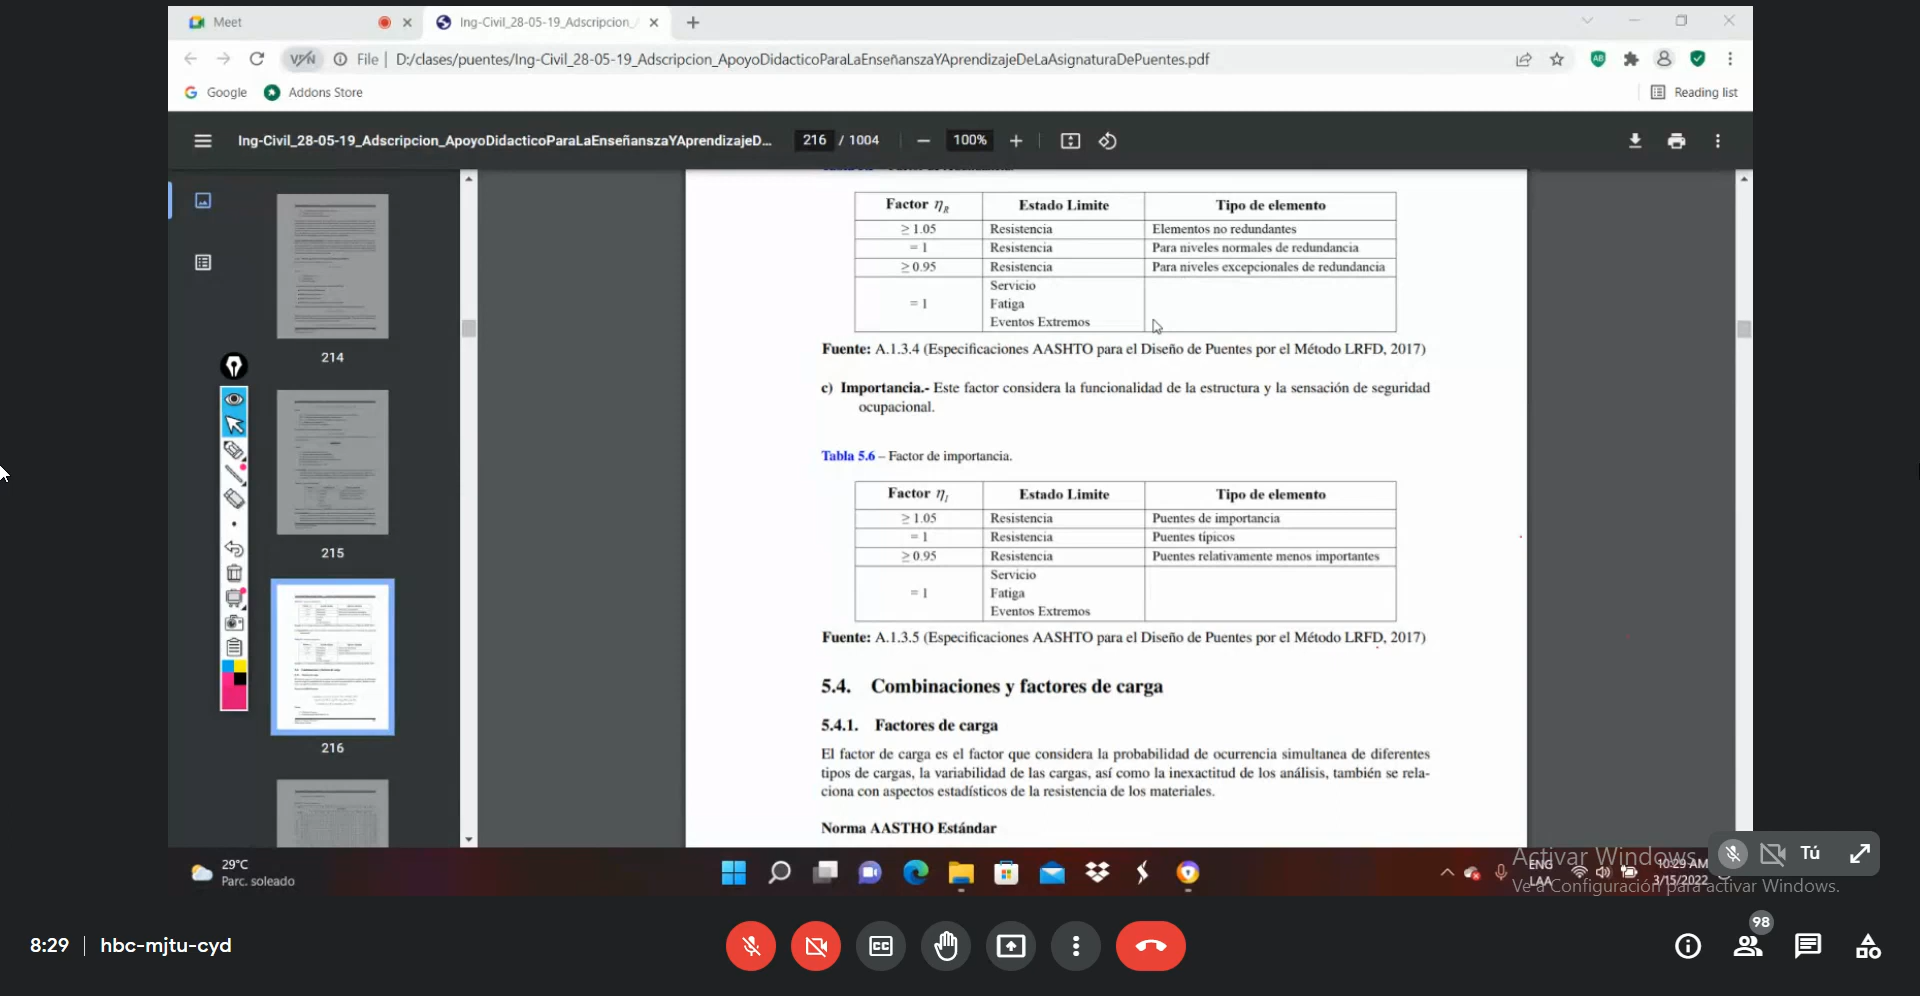 Meet
Ing-Civil_28-05-19_Adscripcion_
File | D:/clases/puentes/Ing-Civil_28-05-19_Adscripcion_ApoyoDidacticoParaLaEnseñanszaYAprendizajeDeLaAsignaturaDePuentes.pdf
Google Addons Store Reading list
Ing-Civil_28-05-19_Adscripcion_ApoyoDidacticoParaLaEnseñanszaYAprendizajeD... 216 / 1004 100%
214
215
216
Factor ηR Estado Limite Tipo de elemento
≥ 1.05 Resistencia Elementos no redundantes
= 1 Resistencia Para niveles normales de redundancia
≥ 0.95 Resistencia Para niveles excepcionales de redundancia
Servicio
= 1 Fatiga
Eventos Extremos
Fuente: A.1.3.4 (Especificaciones AASHTO para el Diseño de Puentes por el Método LRFD, 2017)
c) Importancia.- Este factor considera la funcionalidad de la estructura y la sensación de seguridad
ocupacional.
Tabla 5.6 – Factor de importancia.
Factor ηI Estado Limite Tipo de elemento
≥ 1.05 Resistencia Puentes de importancia
= 1 Resistencia Puentes típicos
≥ 0.95 Resistencia Puentes relativamente menos importantes
Servicio
= 1 Fatiga
Eventos Extremos
Fuente: A.1.3.5 (Especificaciones AASHTO para el Diseño de Puentes por el Método LRFD, 2017)
5.4. Combinaciones y factores de carga
5.4.1. Factores de carga
El factor de carga es el factor que considera la probabilidad de ocurrencia simultanea de diferentes
tipos de cargas, la variabilidad de las cargas, así como la inexactitud de los análisis, también se rela-
ciona con aspectos estadísticos de la resistencia de los materiales.
Norma AASTHO Estándar
29°C
Parc. soleado
ENG
LAA
10:29 AM
3/15/2022
Activar Windows
Ve a Configuración para activar Windows.
Tú
8:29 | hbc-mjtu-cyd
98